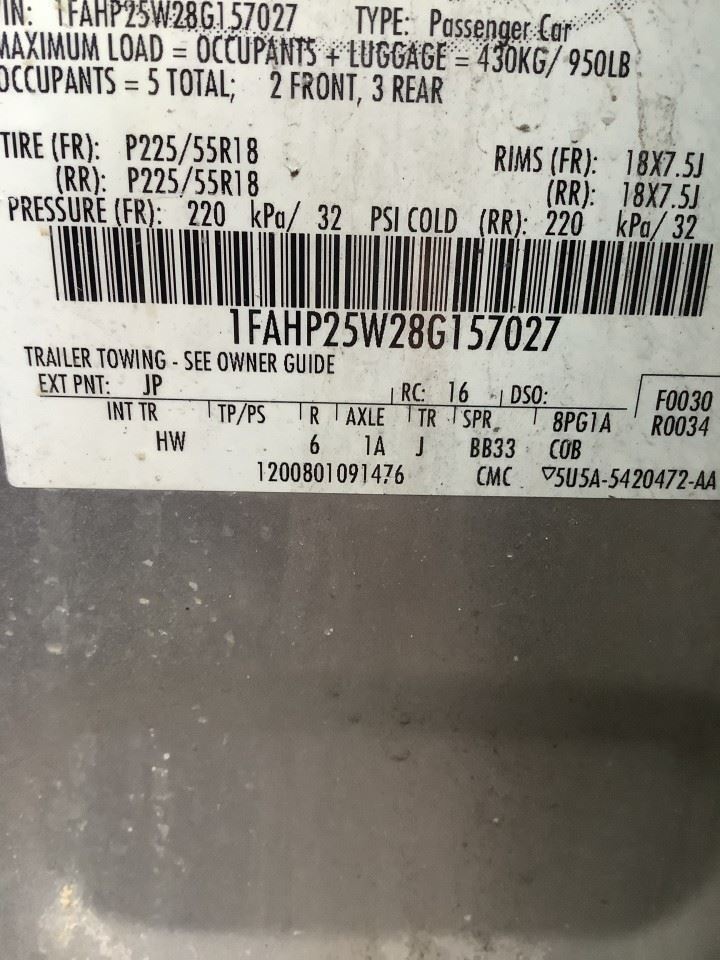 VIN: 1FAHP25W28G157027 TYPE: Passenger Car
MAXIMUM LOAD = OCCUPANTS + LUGGAGE = 430KG/ 950LB
OCCUPANTS = 5 TOTAL; 2 FRONT, 3 REAR
TIRE (FR): P225/55R18 RIMS (FR): 18X7.5J
(RR): P225/55R18 (RR): 18X7.5J
PRESSURE (FR): 220 kPa/ 32 PSI COLD (RR): 220 kPa/ 32
1FAHP25W28G157027
TRAILER TOWING - SEE OWNER GUIDE
EXT PNT: JP RC: 16 DSO: F0030
INT TR TP/PS R AXLE TR SPR 8PG1A R0034
HW 6 1A J BB33 COB
1200801091476 CMC ▽5U5A-5420472-AA